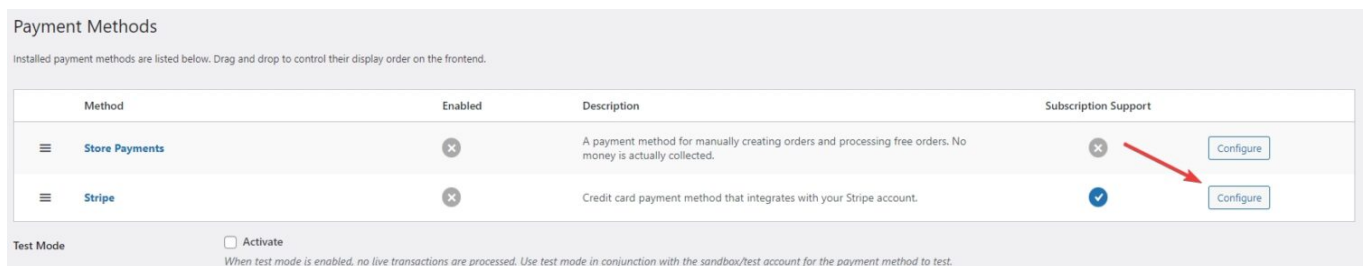 Payment Methods
Installed payment methods are listed below. Drag and drop to control their display order on the frontend.
Method Enabled Description Subscription Support
Store Payments A payment method for manually creating orders and processing free orders. No
money is actually collected. Configure
Stripe Credit card payment method that integrates with your Stripe account. Configure
Test Mode Activate
When test mode is enabled, no live transactions are processed. Use test mode in conjunction with the sandbox/test account for the payment method to test.